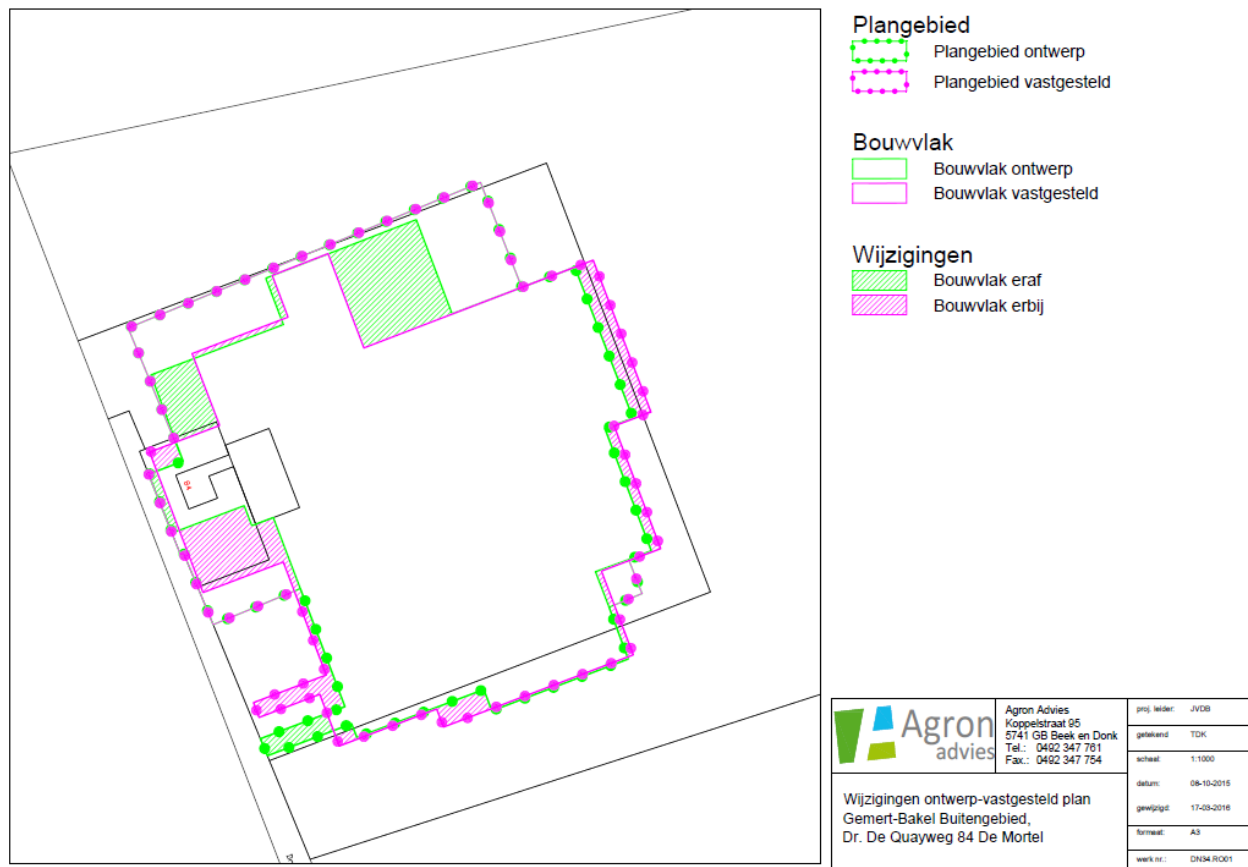 Plangebied
Plangebied ontwerp
Plangebied vastgesteld
Bouwvlak
Bouwvlak ontwerp
Bouwvlak vastgesteld
Wijzigingen
Bouwvlak eraf
Bouwvlak erbij
84
Agron
advies
Agron Advies
Koppelstraat 95
5741 GB Beek en Donk
Tel.: 0492 347 761
Fax.: 0492 347 754
proj. leider: JVDB
getekend TDK
schaal: 1:1000
datum: 08-10-2015
gewijzigd: 17-03-2016
formaat: A3
werk nr.: DN34.RO01
Wijzigingen ontwerp-vastgesteld plan
Gemert-Bakel Buitengebied,
Dr. De Quayweg 84 De Mortel